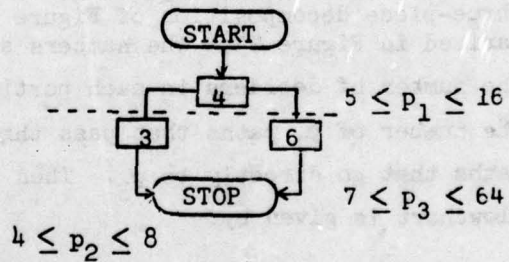 START
4
5 ≤ p₁ ≤ 16
3
6
STOP
7 ≤ p₃ ≤ 64
4 ≤ p₂ ≤ 8